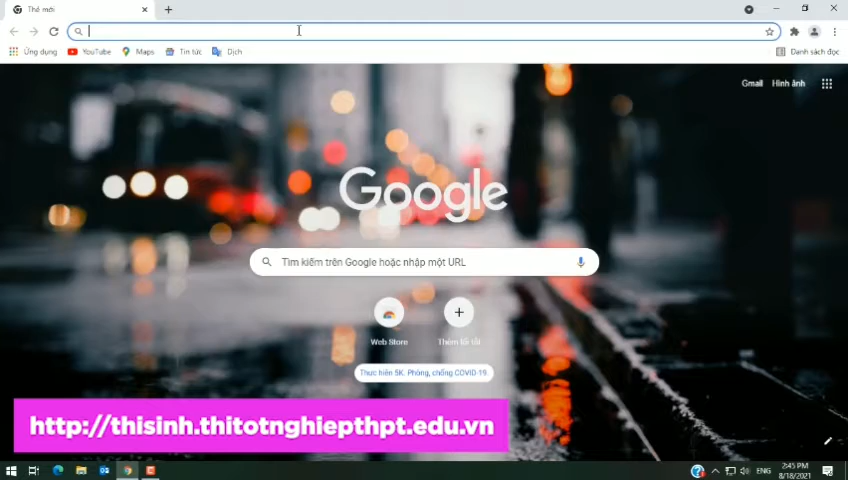 Thẻ mới
Ứng dụng YouTube Maps Tin tức Dịch Danh sách đọc
Gmail Hình ảnh
Google
Tìm kiếm trên Google hoặc nhập một URL
Web Store Thêm lối tắt
Thực hiện 5K. Phòng, chống COVID-19.
http://thisinh.thitotnghiepthpt.edu.vn
ENG 2:45 PM
8/18/2021